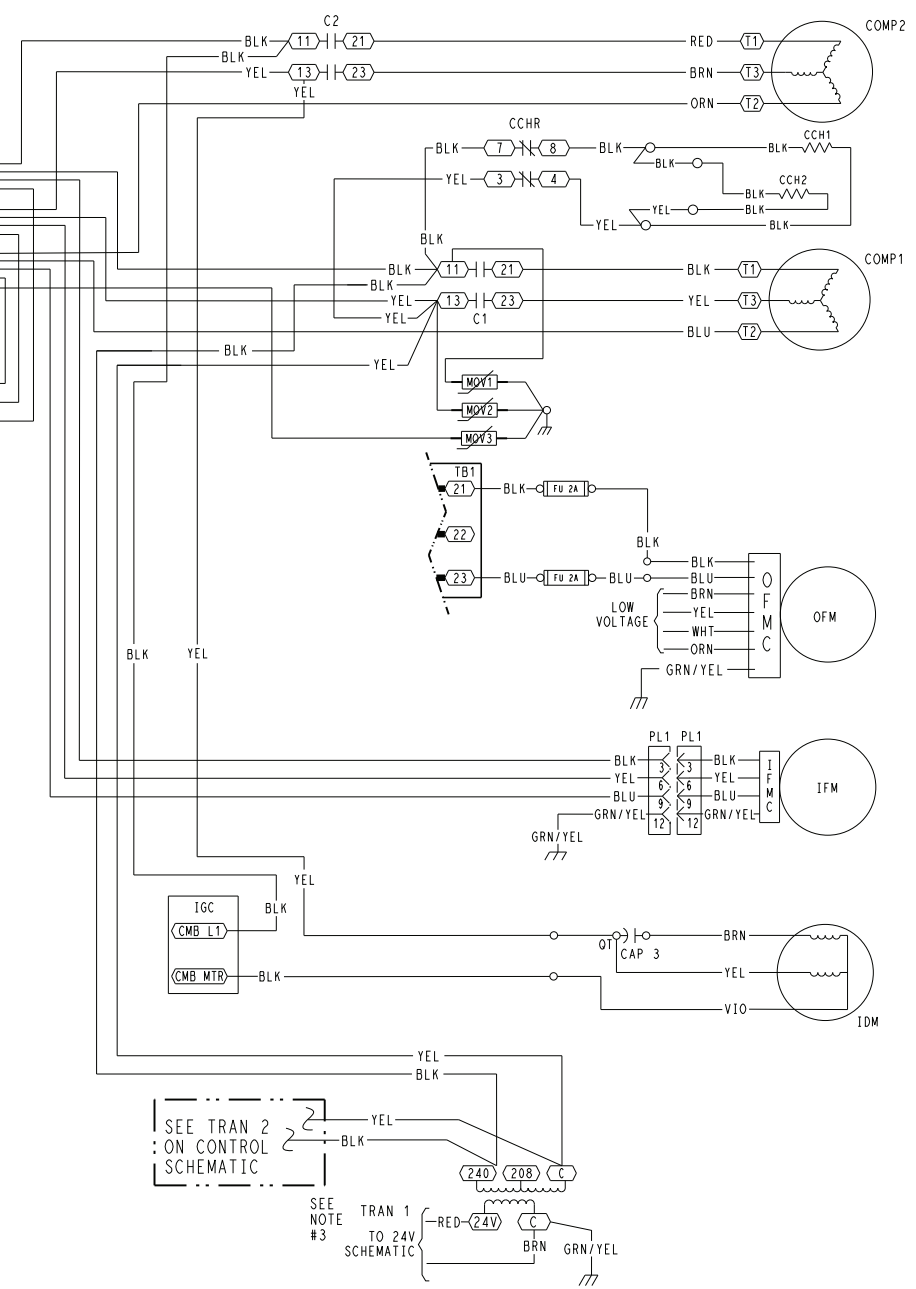 C2
COMP2
BLK 11 21 RED T1
BLK
YEL 13 23 BRN T3
YEL
ORN T2
CCHR
CCH1
BLK 7 8 BLK BLK
BLK
YEL 3 4 CCH2
BLK
YEL BLK
YEL BLK
BLK
COMP1
BLK 11 21 BLK T1
BLK
YEL 13 23 YEL T3
YEL C1
BLU T2
BLK
YEL
MOV1
MOV2
MOV3
TB1
21 BLK FU 2A
22
BLK
BLK
23 BLU FU 2A BLU BLU
BRN
LOW
VOLTAGE
YEL
WHT
ORN
GRN/YEL
OFMC
OFM
BLK YEL
PL1 PL1
BLK 3 3 BLK
YEL 6 6 YEL
BLU 9 9 BLU
GRN/YEL 12 12 GRN/YEL
IFMC
IFM
GRN/YEL
YEL
IGC
BLK
CMB L1
QT CAP 3 BRN
CMB MTR BLK YEL
VIO
IDM
YEL
BLK
SEE TRAN 2
ON CONTROL
SCHEMATIC
YEL
BLK
240 208 C
SEE
NOTE
#3
TRAN 1
RED 24V C
TO 24V
SCHEMATIC
BRN GRN/YEL